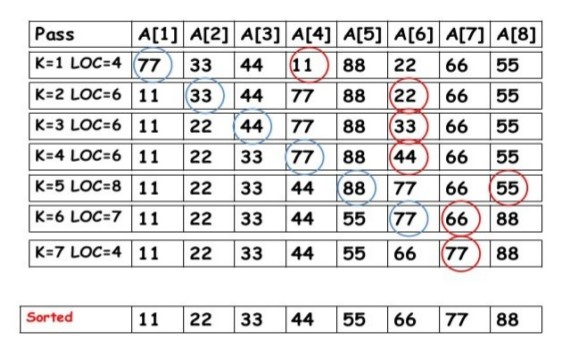 Pass A[1] A[2] A[3] A[4] A[5] A[6] A[7] A[8]
K=1 LOC=4 77 33 44 11 88 22 66 55
K=2 LOC=6 11 33 44 77 88 22 66 55
K=3 LOC=6 11 22 44 77 88 33 66 55
K=4 LOC=6 11 22 33 77 88 44 66 55
K=5 LOC=8 11 22 33 44 88 77 66 55
K=6 LOC=7 11 22 33 44 55 77 66 88
K=7 LOC=4 11 22 33 44 55 66 77 88
Sorted 11 22 33 44 55 66 77 88